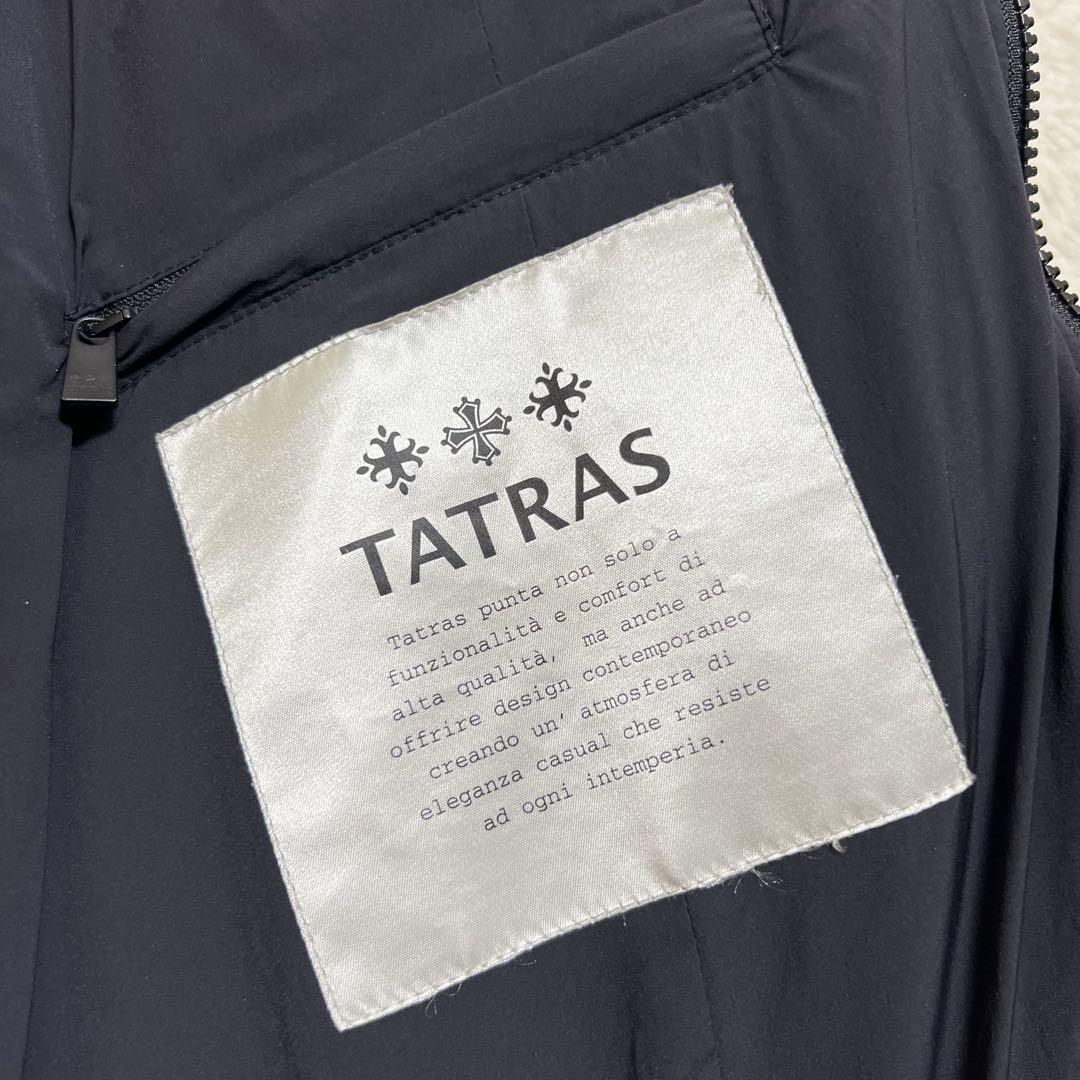 TATRAS
Tatras punta non solo a
funzionalità e comfort di
alta qualità, ma anche ad
offrire design contemporaneo
creando un' atmosfera di
eleganza casual che resiste
ad ogni intemperia.